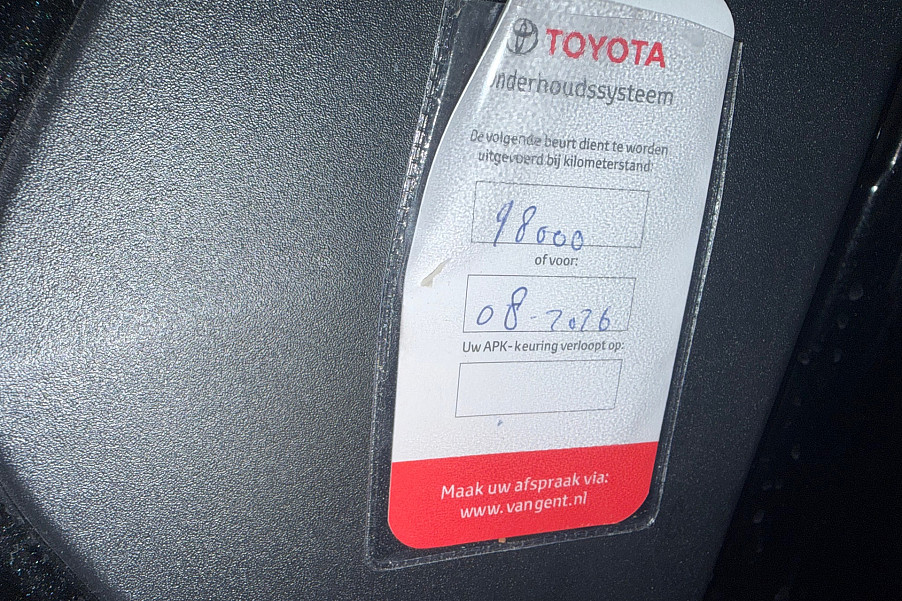 TOYOTA
onderhoudssysteem
De volgende beurt dient te worden
uitgevoerd bij kilometerstand:
98000
of voor:
08-2026
Uw APK-keuring verloopt op:
Maak uw afspraak via:
www.vangent.nl